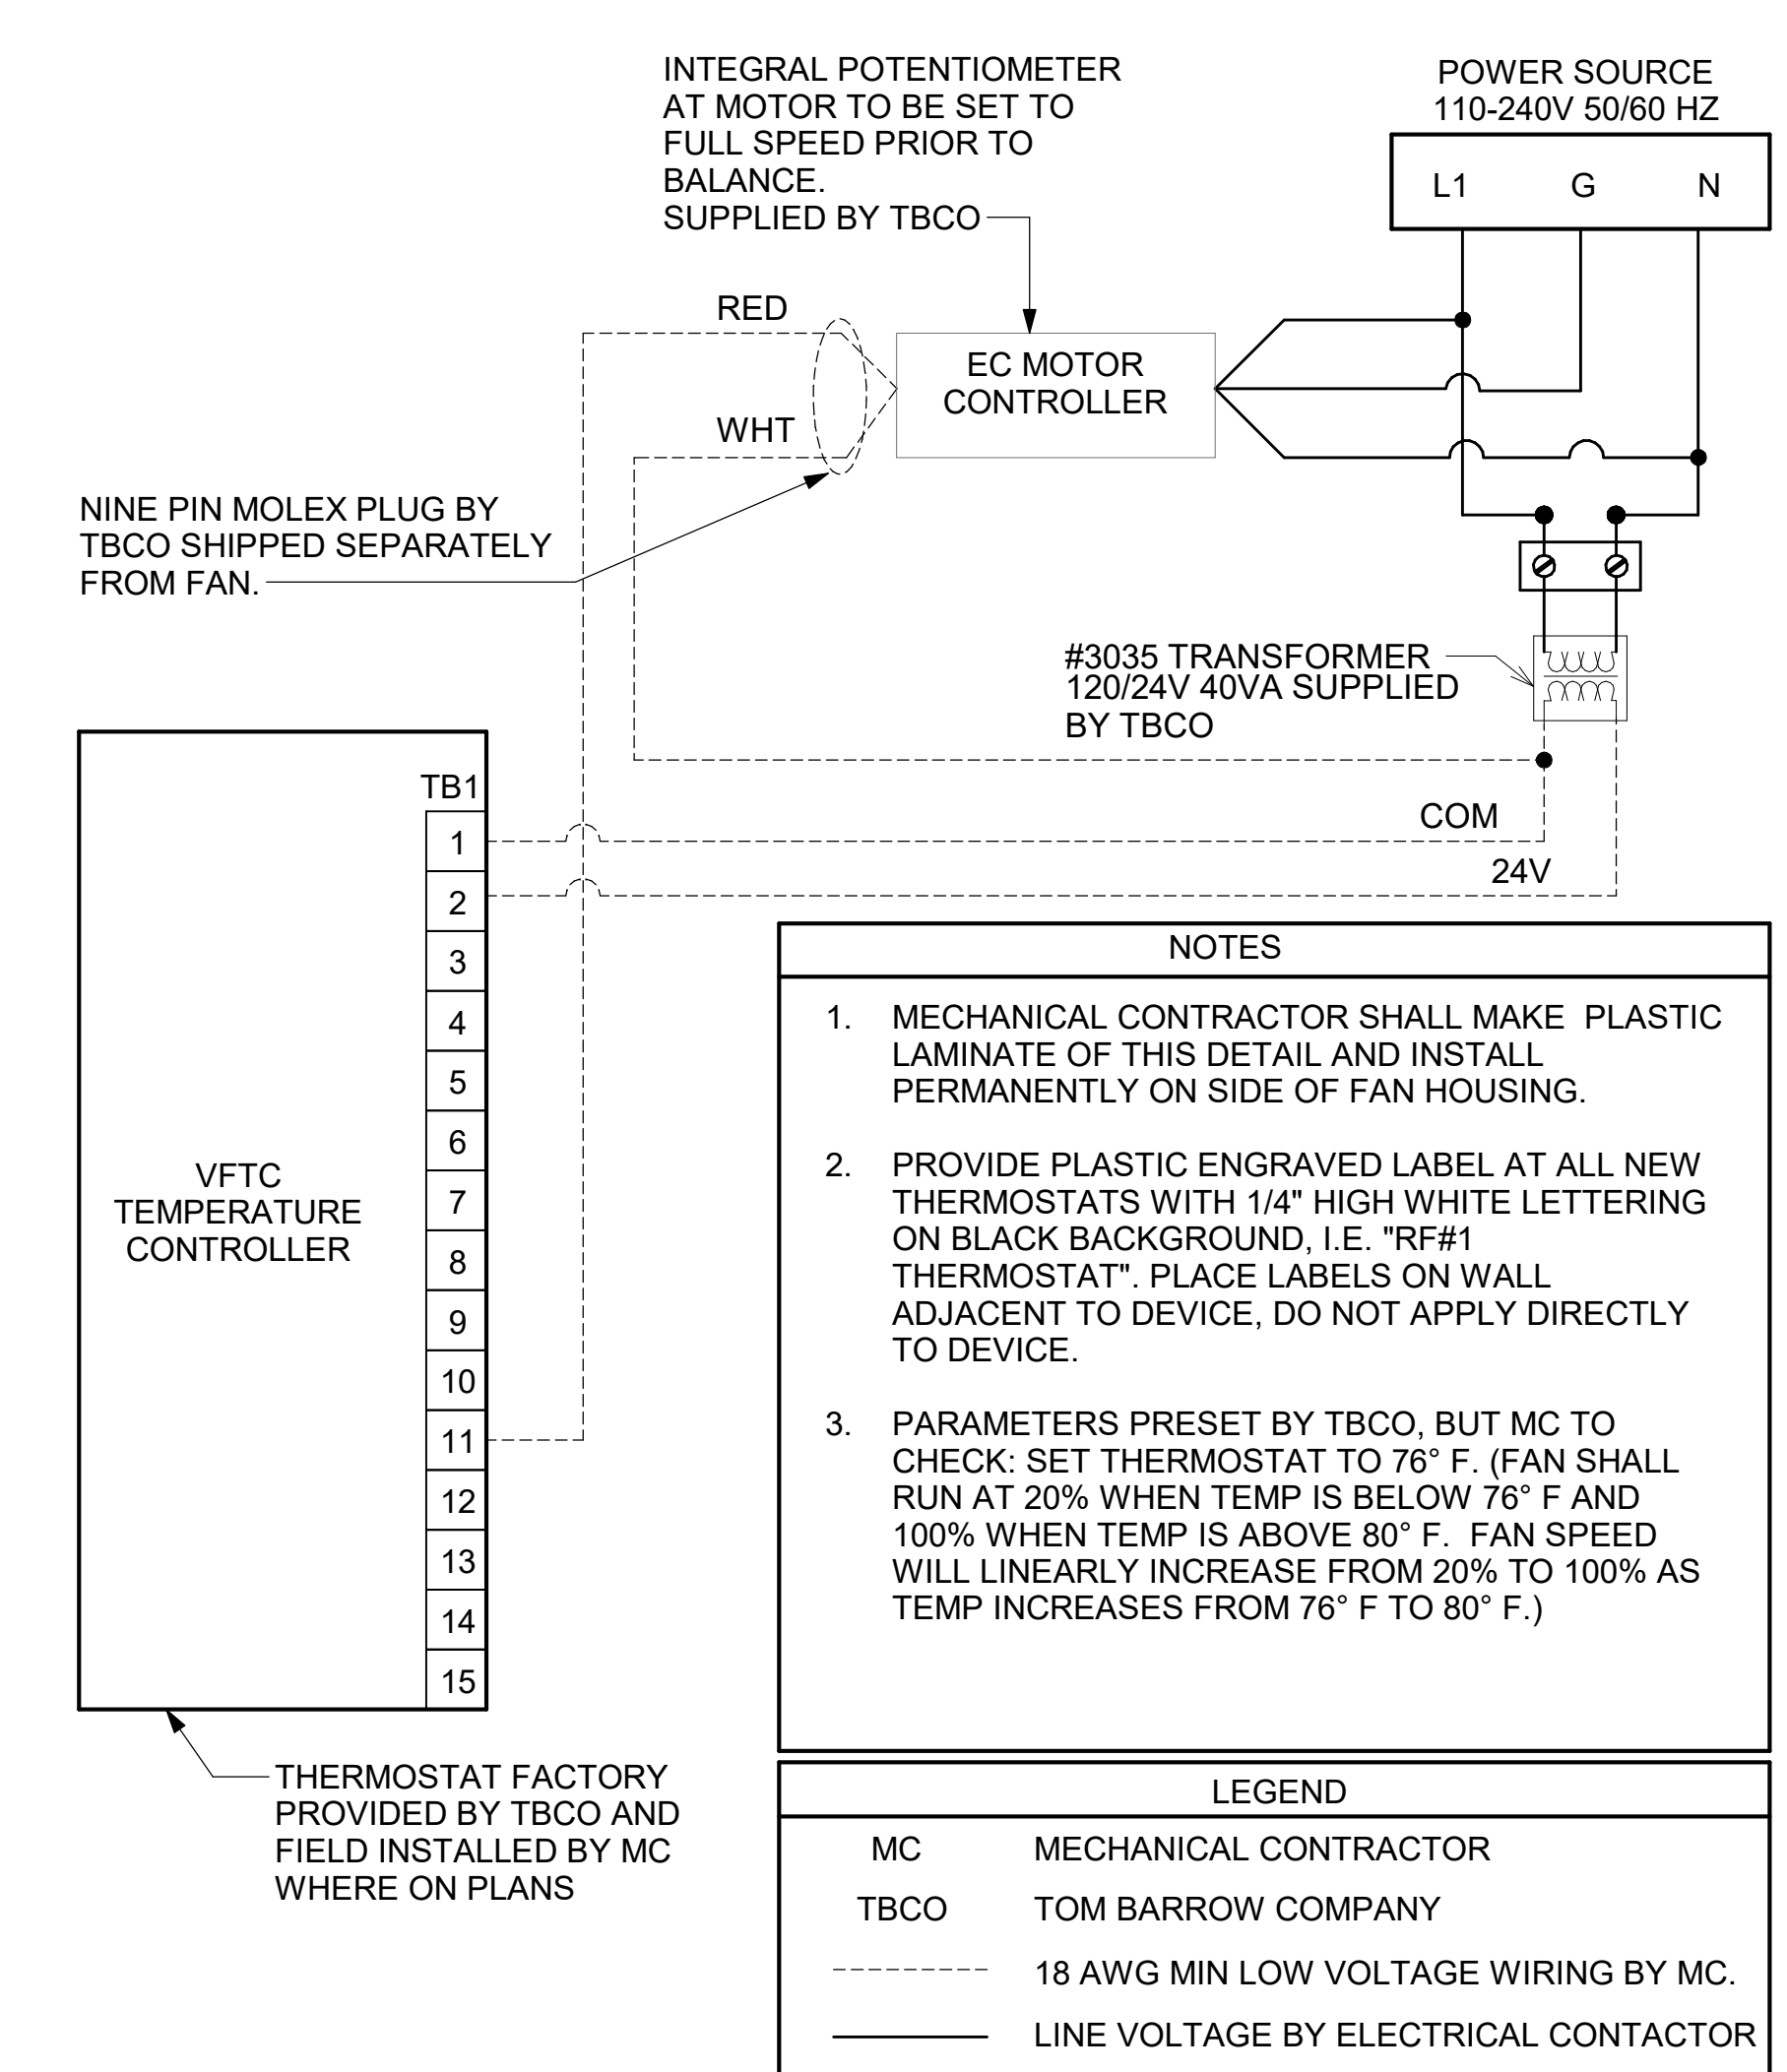 INTEGRAL POTENTIOMETER
AT MOTOR TO BE SET TO
FULL SPEED PRIOR TO
BALANCE.
SUPPLIED BY TBCO
POWER SOURCE
110-240V 50/60 HZ
L1 G N
RED
EC MOTOR
CONTROLLER
WHT
NINE PIN MOLEX PLUG BY
TBCO SHIPPED SEPARATELY
FROM FAN.
#3035 TRANSFORMER
120/24V 40VA SUPPLIED
BY TBCO
COM
24V
TB1
1
2
3
4
5
6
7
8
9
10
11
12
13
14
15
VFTC
TEMPERATURE
CONTROLLER
THERMOSTAT FACTORY
PROVIDED BY TBCO AND
FIELD INSTALLED BY MC
WHERE ON PLANS
NOTES
1. MECHANICAL CONTRACTOR SHALL MAKE PLASTIC
LAMINATE OF THIS DETAIL AND INSTALL
PERMANENTLY ON SIDE OF FAN HOUSING.
2. PROVIDE PLASTIC ENGRAVED LABEL AT ALL NEW
THERMOSTATS WITH 1/4" HIGH WHITE LETTERING
ON BLACK BACKGROUND, I.E. "RF#1
THERMOSTAT". PLACE LABELS ON WALL
ADJACENT TO DEVICE, DO NOT APPLY DIRECTLY
TO DEVICE.
3. PARAMETERS PRESET BY TBCO, BUT MC TO
CHECK: SET THERMOSTAT TO 76° F. (FAN SHALL
RUN AT 20% WHEN TEMP IS BELOW 76° F AND
100% WHEN TEMP IS ABOVE 80° F. FAN SPEED
WILL LINEARLY INCREASE FROM 20% TO 100% AS
TEMP INCREASES FROM 76° F TO 80° F.)
LEGEND
MC MECHANICAL CONTRACTOR
TBCO TOM BARROW COMPANY
18 AWG MIN LOW VOLTAGE WIRING BY MC.
LINE VOLTAGE BY ELECTRICAL CONTACTOR